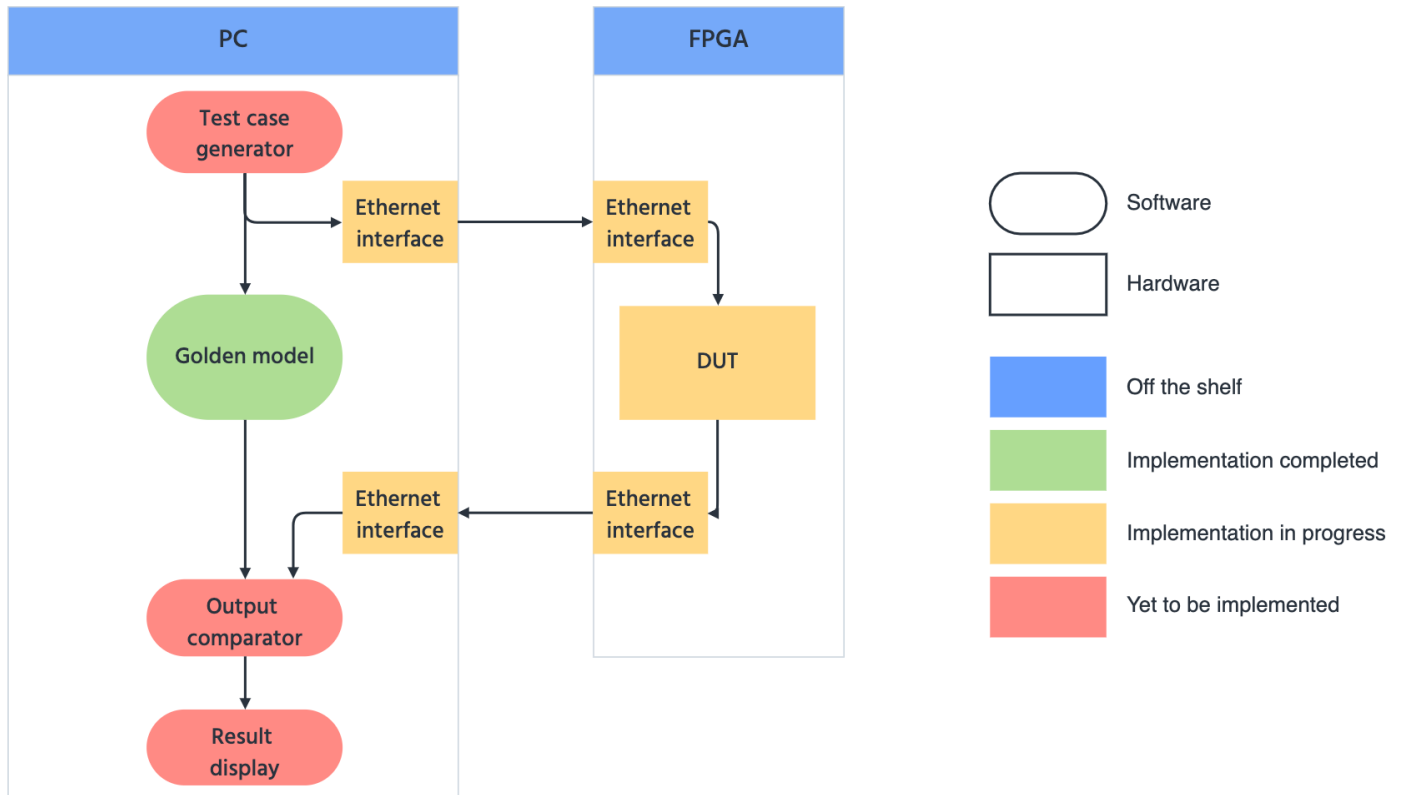 PC
FPGA
Test case
generator
Ethernet
interface
Ethernet
interface
Golden model
DUT
Ethernet
interface
Ethernet
interface
Output
comparator
Result
display
Software
Hardware
Off the shelf
Implementation completed
Implementation in progress
Yet to be implemented